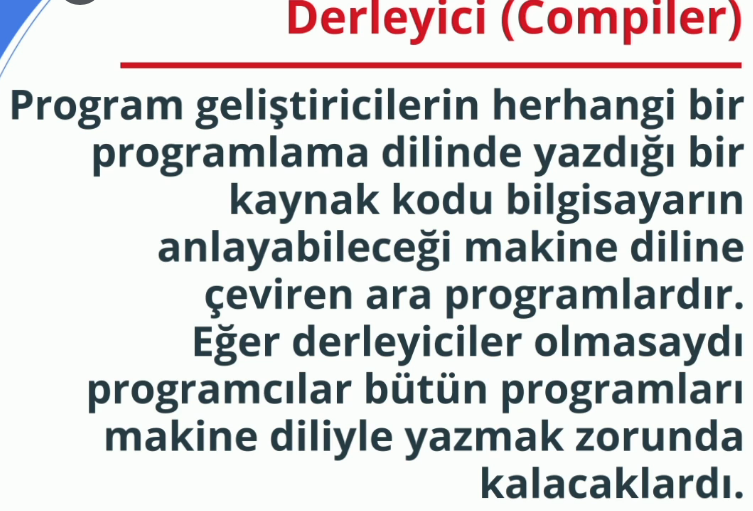 Derleyici (Compiler)
Program geliştiricilerin herhangi bir
programlama dilinde yazdığı bir
kaynak kodu bilgisayarın
anlayabileceği makine diline
çeviren ara programlardır.
Eğer derleyiciler olmasaydı
programcılar bütün programları
makine diliyle yazmak zorunda
kalacaklardı.